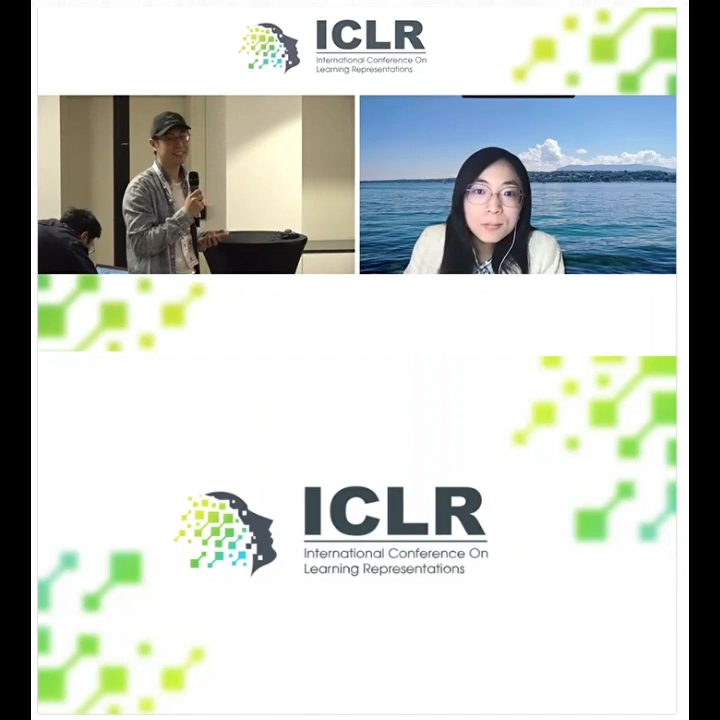 ICLR
International Conference On
Learning Representations
ICLR
International Conference On
Learning Representations